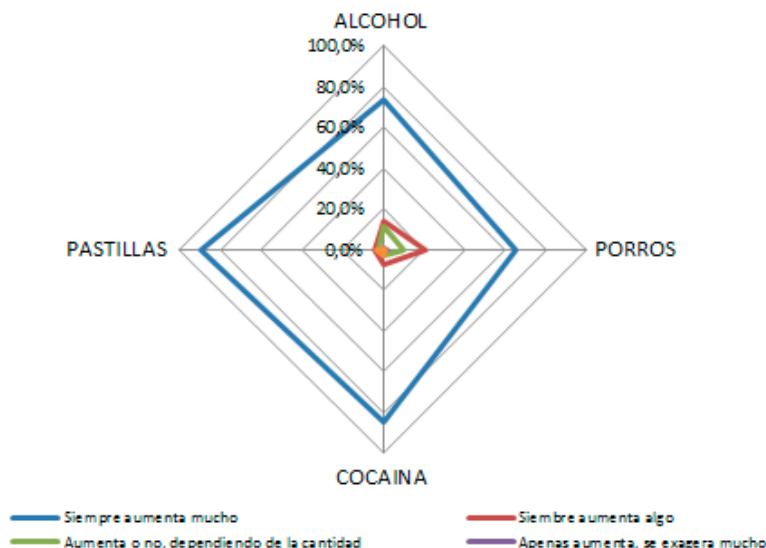 ALCOHOL
100,0%
80,0%
60,0%
40,0%
20,0%
PASTILLAS 0,0% PORROS
COCAINA
Siempre aumenta mucho Siembre aumenta algo
Aumenta o no, dependiendo de la cantidad Apenas aumenta, se exagera mucho